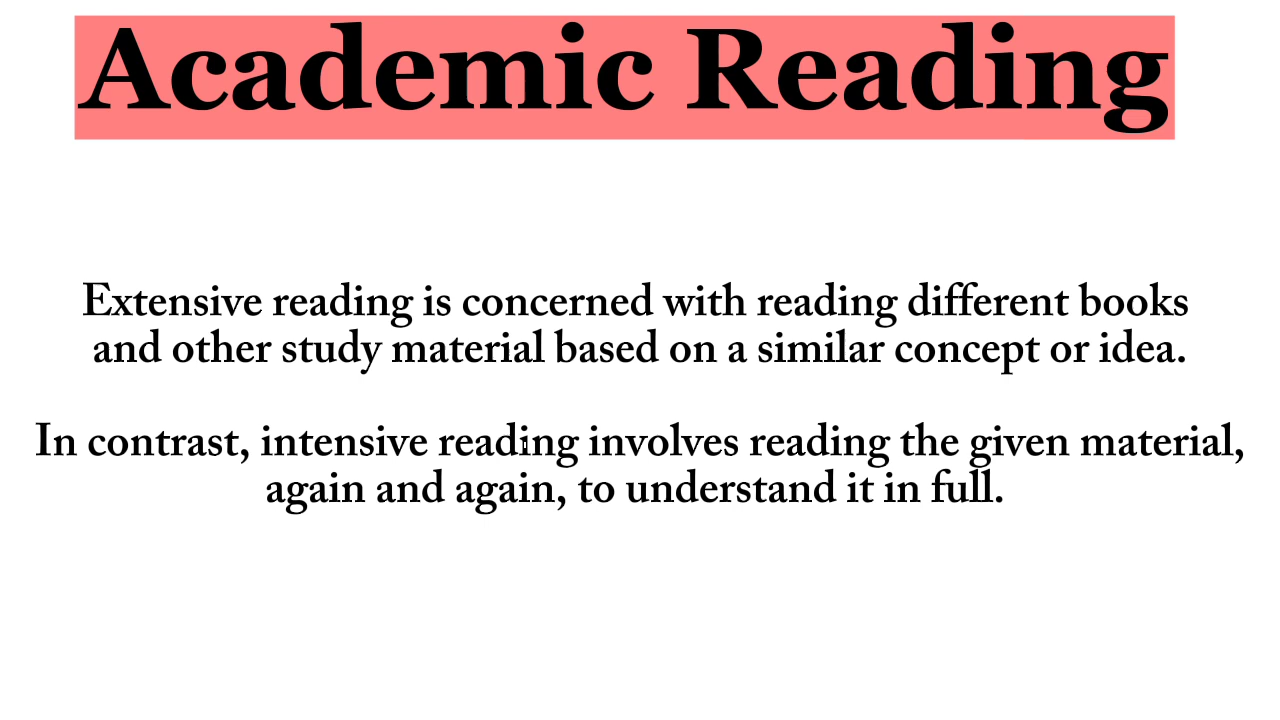 Academic Reading
Extensive reading is concerned with reading different books
and other study material based on a similar concept or idea.
In contrast, intensive reading involves reading the given material,
again and again, to understand it in full.